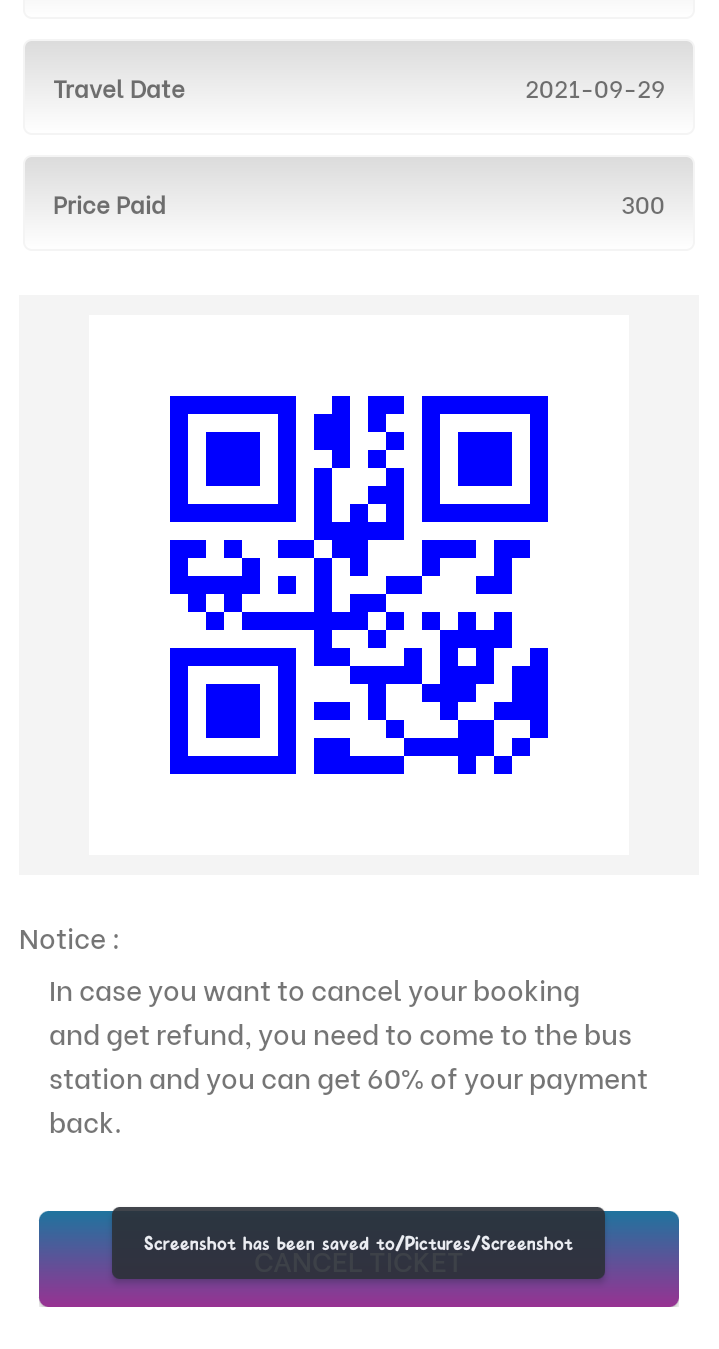 Travel Date 2021-09-29
Price Paid 300
Notice :
In case you want to cancel your booking
and get refund, you need to come to the bus
station and you can get 60% of your payment
back.
Screenshot has been saved to/Pictures/Screenshot
CANCEL TICKET